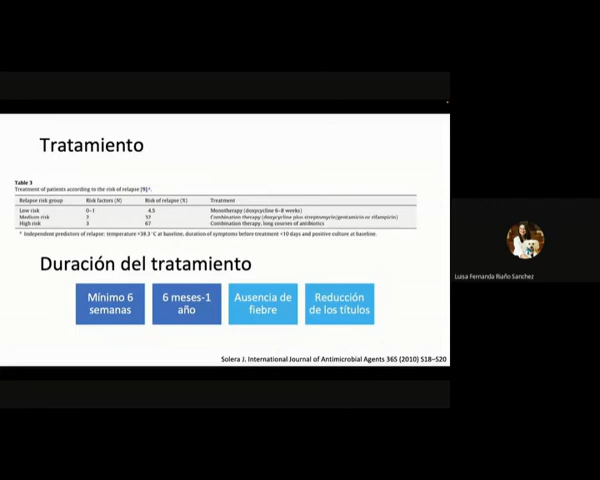 Tratamiento
Table 3
Treatment of patients according to the risk of relapse [9]*.
Relapse risk group Risk factors (N) Risk of relapse (%) Treatment
Low risk 0–1 4.5 Monotherapy (doxycycline 6–8 weeks)
Medium risk 2 32 Combination therapy (doxycycline plus streptomycin/gentamicin or rifampicin)
High risk 3 67 Combination therapy, long courses of antibiotics
* Independent predictors of relapse: temperature >38.3 °C at baseline, duration of symptoms before treatment <10 days and positive culture at baseline.
Duración del tratamiento
Mínimo 6
semanas
6 meses-1
año
Ausencia de
fiebre
Reducción
de los títulos
Solera J. International Journal of Antimicrobial Agents 36S (2010) S18–S20
Luisa Fernanda Riaño Sanchez